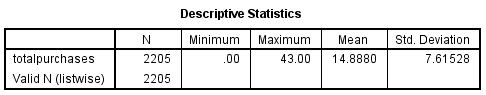 Descriptive Statistics
N Minimum Maximum Mean Std. Deviation
totalpurchases 2205 .00 43.00 14.8880 7.61528
Valid N (listwise) 2205